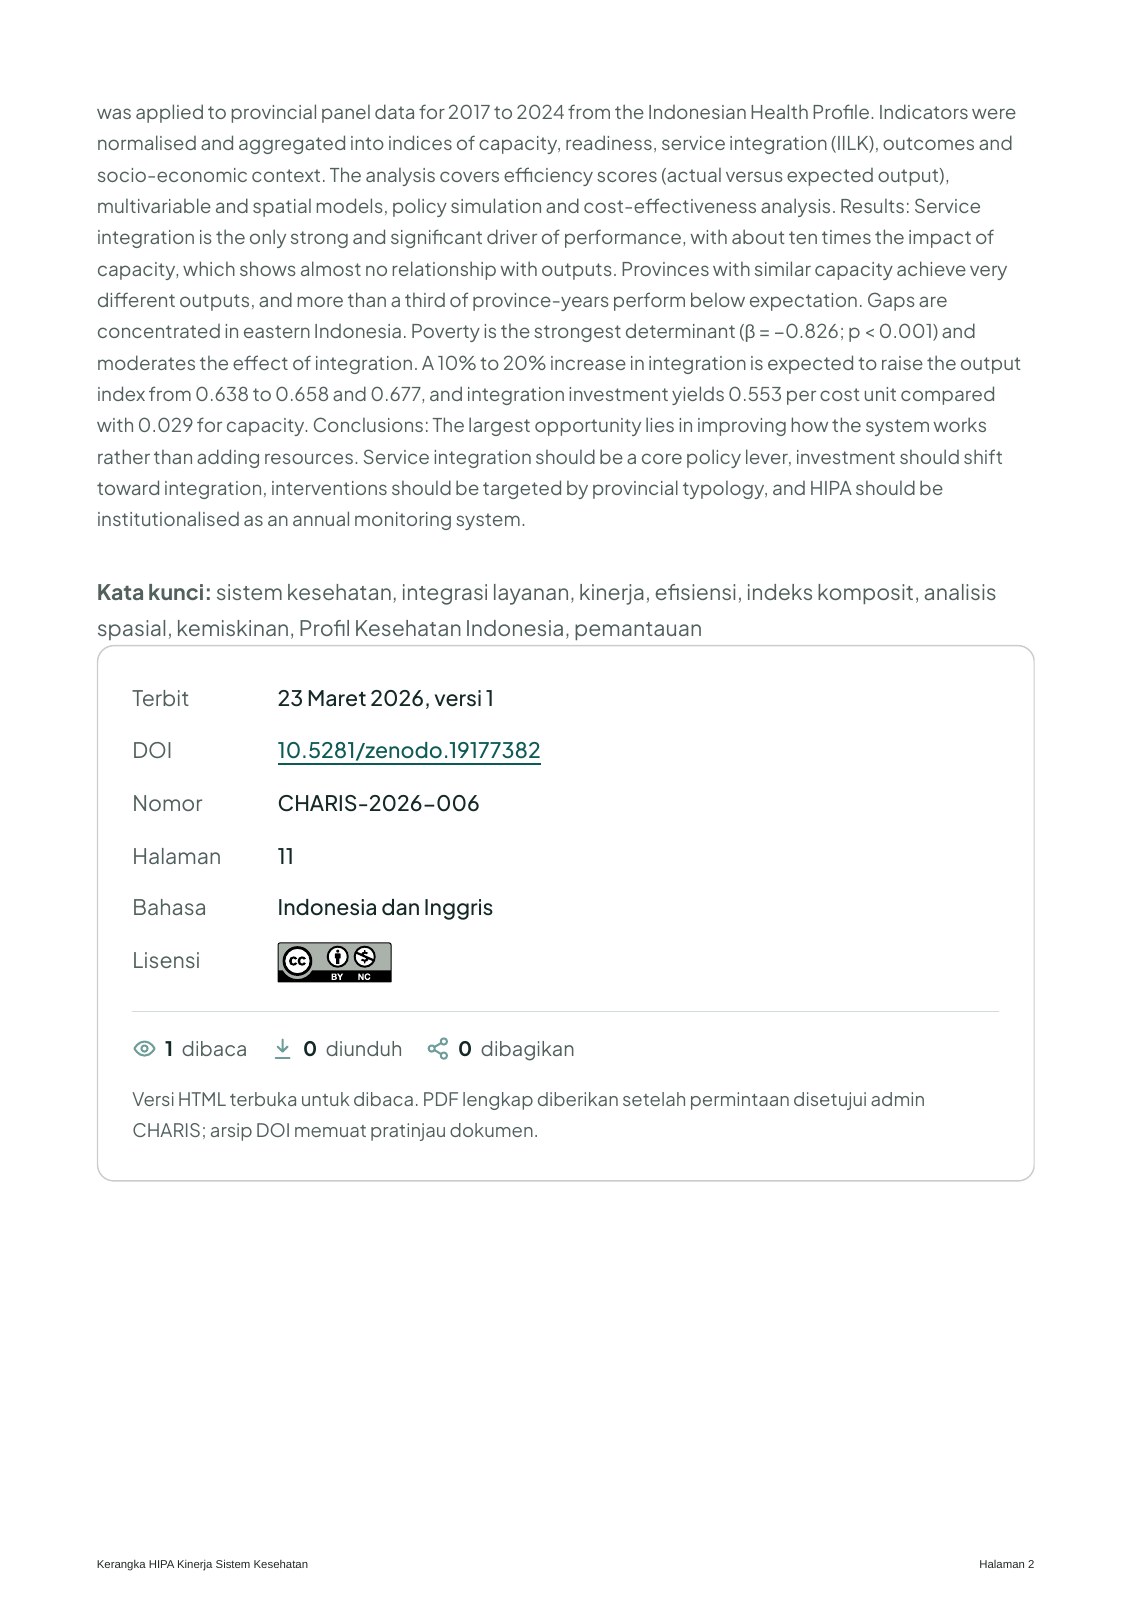 was applied to provincial panel data for 2017 to 2024 from the Indonesian Health Profile. Indicators were
normalised and aggregated into indices of capacity, readiness, service integration (IILK), outcomes and
socio-economic context. The analysis covers efficiency scores (actual versus expected output),
multivariable and spatial models, policy simulation and cost-effectiveness analysis. Results: Service
integration is the only strong and significant driver of performance, with about ten times the impact of
capacity, which shows almost no relationship with outputs. Provinces with similar capacity achieve very
different outputs, and more than a third of province-years perform below expectation. Gaps are
concentrated in eastern Indonesia. Poverty is the strongest determinant (β = −0.826; p < 0.001) and
moderates the effect of integration. A 10% to 20% increase in integration is expected to raise the output
index from 0.638 to 0.658 and 0.677, and integration investment yields 0.553 per cost unit compared
with 0.029 for capacity. Conclusions: The largest opportunity lies in improving how the system works
rather than adding resources. Service integration should be a core policy lever, investment should shift
toward integration, interventions should be targeted by provincial typology, and HIPA should be
institutionalised as an annual monitoring system.
Kata kunci: sistem kesehatan, integrasi layanan, kinerja, efisiensi, indeks komposit, analisis
spasial, kemiskinan, Profil Kesehatan Indonesia, pemantauan
Terbit 23 Maret 2026, versi 1
DOI 10.5281/zenodo.19177382
Nomor CHARIS-2026-006
Halaman 11
Bahasa Indonesia dan Inggris
Lisensi cc BY NC
1 dibaca 0 diunduh 0 dibagikan
Versi HTML terbuka untuk dibaca. PDF lengkap diberikan setelah permintaan disetujui admin
CHARIS; arsip DOI memuat pratinjau dokumen.
Kerangka HIPA Kinerja Sistem Kesehatan Halaman 2